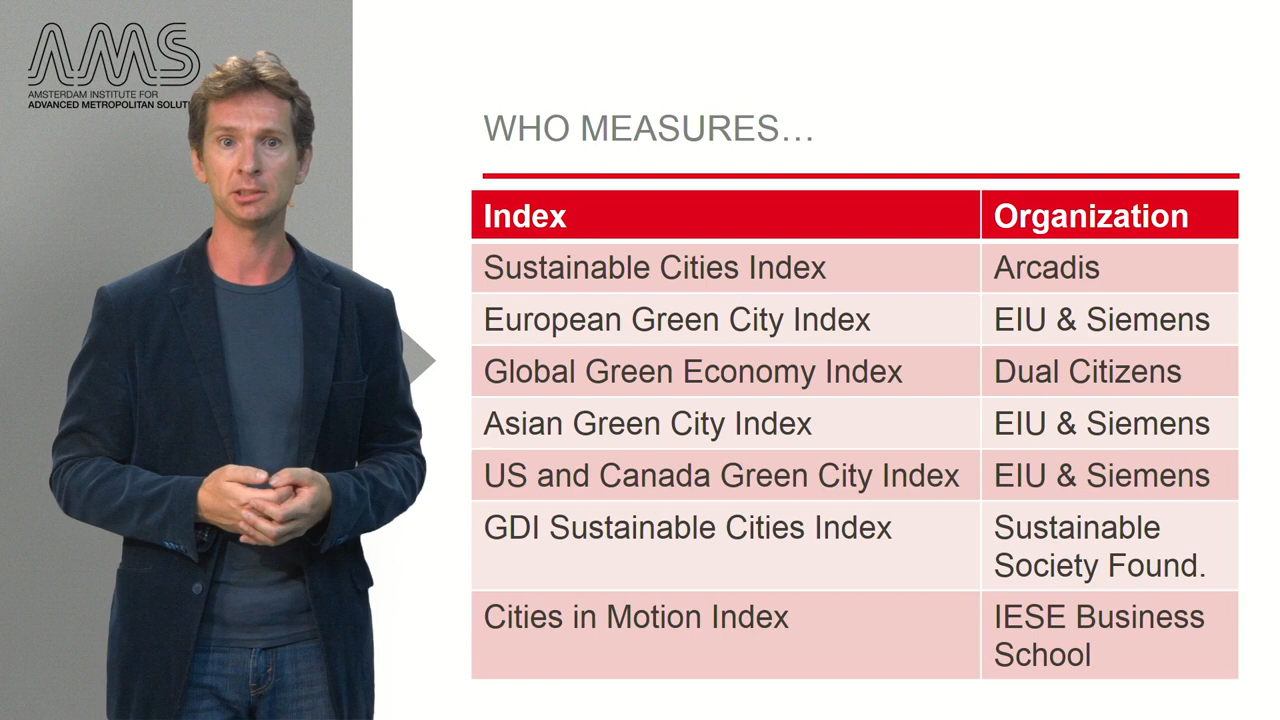 AMS
AMSTERDAM INSTITUTE FOR
ADVANCED METROPOLITAN
WHO MEASURES…
Index Organization
Sustainable Cities Index Arcadis
European Green City Index EIU & Siemens
Global Green Economy Index Dual Citizens
Asian Green City Index EIU & Siemens
US and Canada Green City Index EIU & Siemens
GDI Sustainable Cities Index Sustainable
Society Found.
Cities in Motion Index IESE Business
School